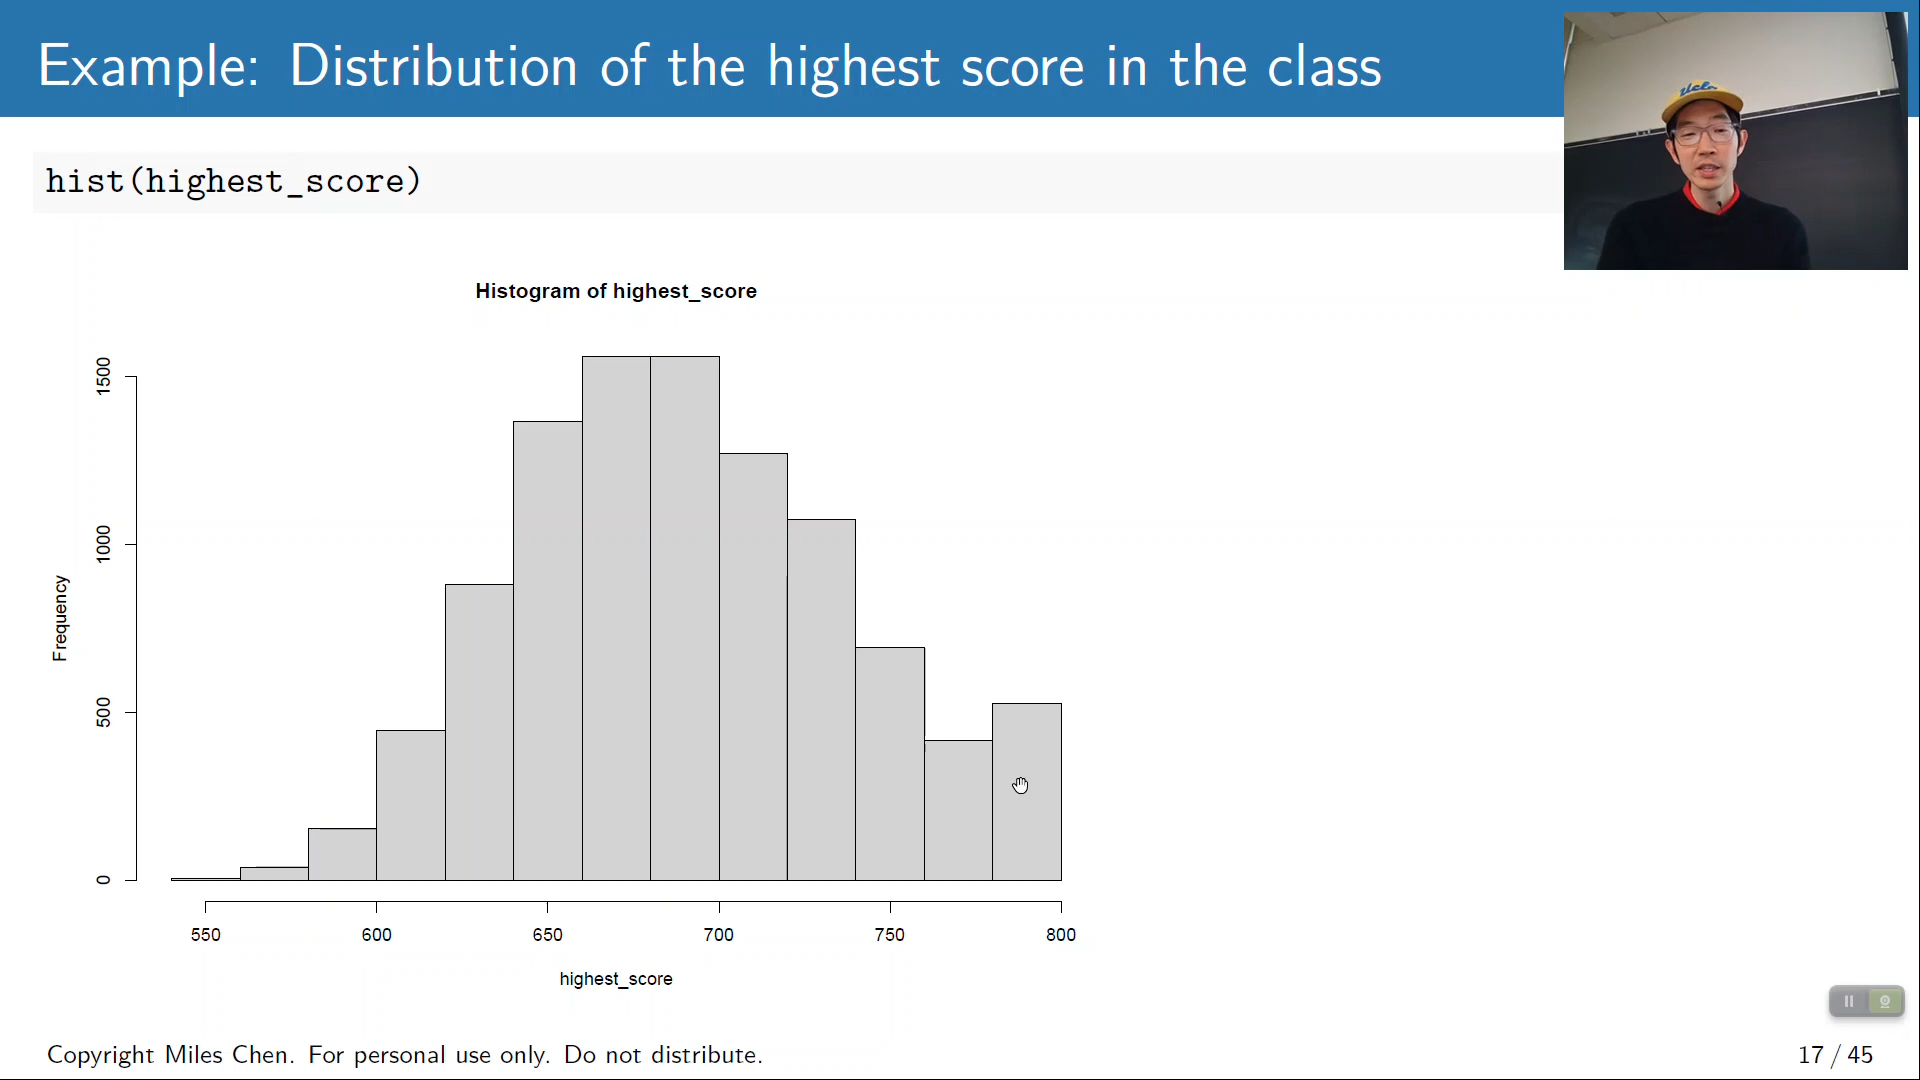 Example: Distribution of the highest score in the class
Ucla
hist(highest_score)
Histogram of highest_score
Frequency
1500
1000
500
0
550 600 650 700 750 800
highest_score
Copyright Miles Chen. For personal use only. Do not distribute.
17 / 45